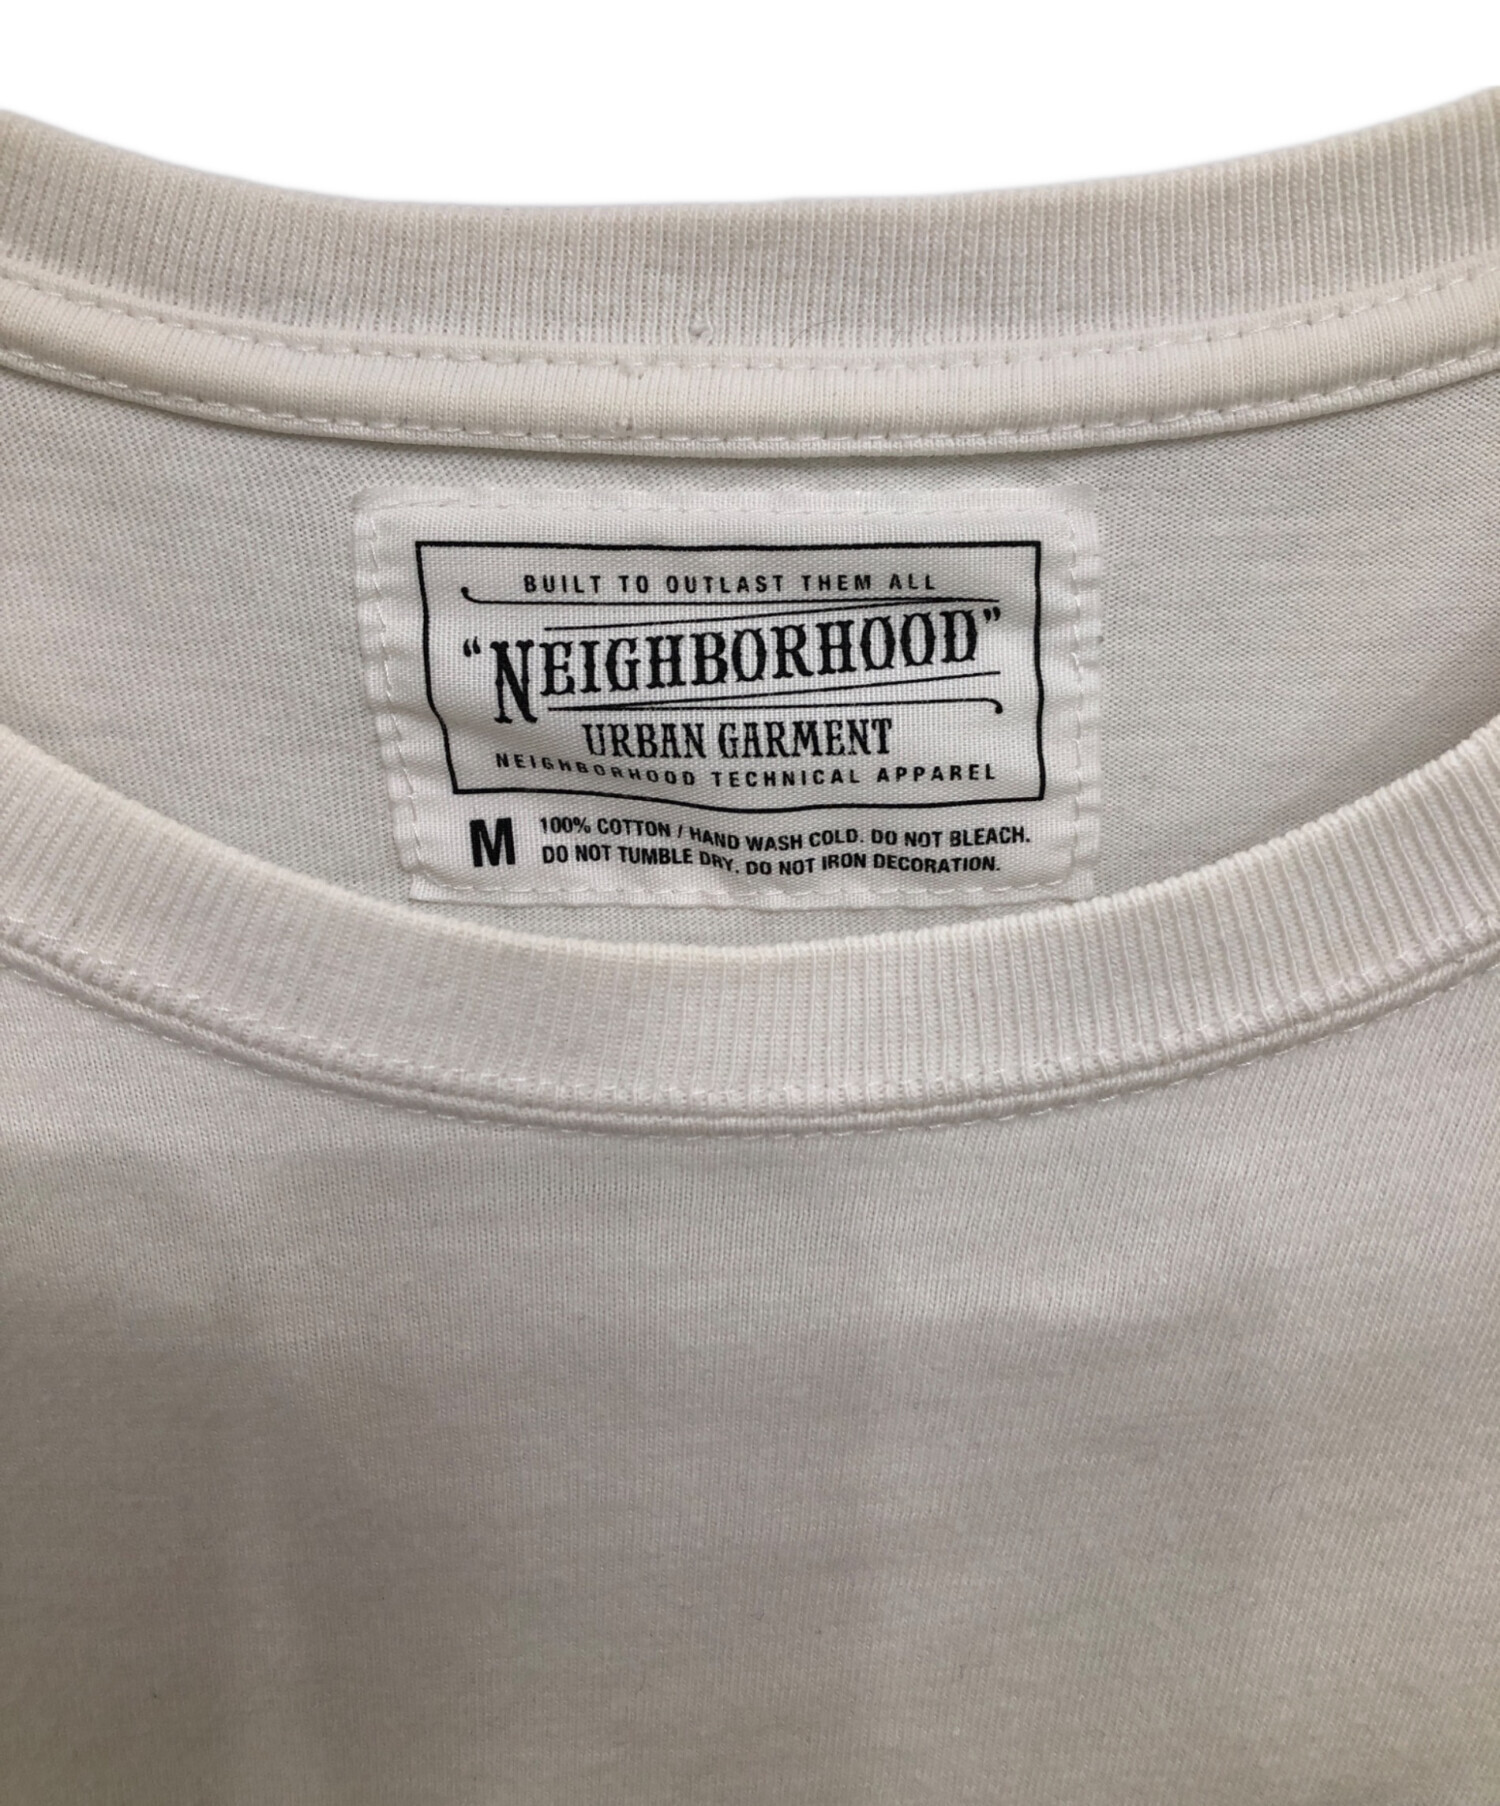 BUILT TO OUTLAST THEM ALL
“NEIGHBORHOOD”
URBAN GARMENT
NEIGHBORHOOD TECHNICAL APPAREL
M
100% COTTON / HAND WASH COLD. DO NOT BLEACH.
DO NOT TUMBLE DRY. DO NOT IRON DECORATION.